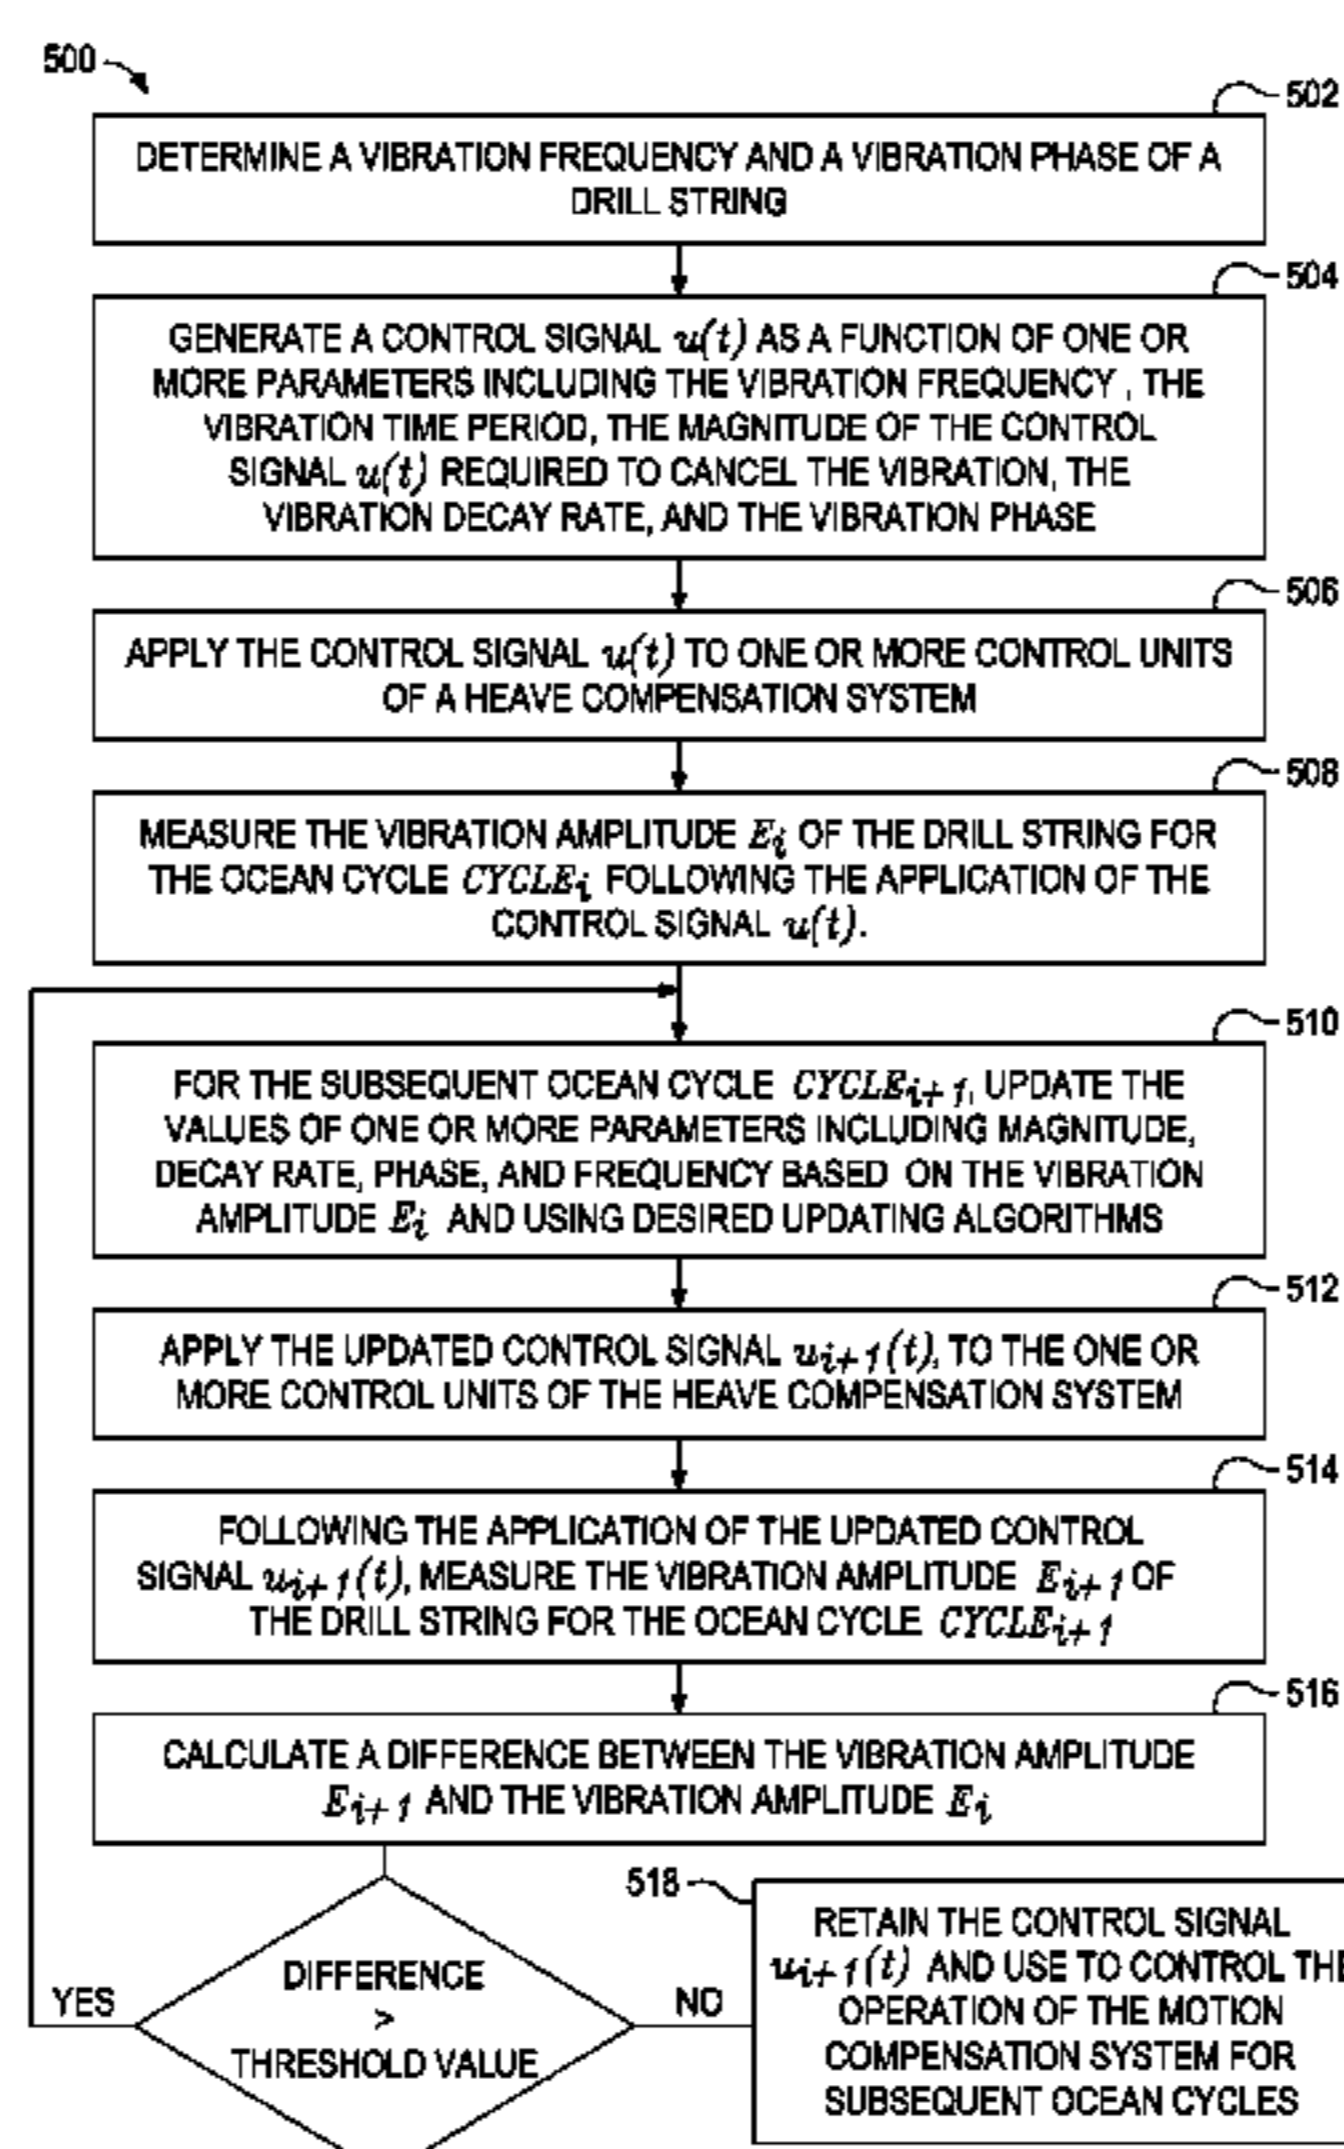 500
502
DETERMINE A VIBRATION FREQUENCY AND A VIBRATION PHASE OF A
DRILL STRING
504
GENERATE A CONTROL SIGNAL u(t) AS A FUNCTION OF ONE OR
MORE PARAMETERS INCLUDING THE VIBRATION FREQUENCY , THE
VIBRATION TIME PERIOD, THE MAGNITUDE OF THE CONTROL
SIGNAL u(t) REQUIRED TO CANCEL THE VIBRATION, THE
VIBRATION DECAY RATE, AND THE VIBRATION PHASE
506
APPLY THE CONTROL SIGNAL u(t) TO ONE OR MORE CONTROL UNITS
OF A HEAVE COMPENSATION SYSTEM
508
MEASURE THE VIBRATION AMPLITUDE Ei OF THE DRILL STRING FOR
THE OCEAN CYCLE CYCLEi FOLLOWING THE APPLICATION OF THE
CONTROL SIGNAL u(t).
510
FOR THE SUBSEQUENT OCEAN CYCLE CYCLEi+1, UPDATE THE
VALUES OF ONE OR MORE PARAMETERS INCLUDING MAGNITUDE,
DECAY RATE, PHASE, AND FREQUENCY BASED ON THE VIBRATION
AMPLITUDE Ei AND USING DESIRED UPDATING ALGORITHMS
512
APPLY THE UPDATED CONTROL SIGNAL ui+1(t), TO THE ONE OR
MORE CONTROL UNITS OF THE HEAVE COMPENSATION SYSTEM
514
FOLLOWING THE APPLICATION OF THE UPDATED CONTROL
SIGNAL ui+1(t), MEASURE THE VIBRATION AMPLITUDE Ei+1 OF
THE DRILL STRING FOR THE OCEAN CYCLE CYCLEi+1
516
CALCULATE A DIFFERENCE BETWEEN THE VIBRATION AMPLITUDE
Ei+1 AND THE VIBRATION AMPLITUDE Ei
DIFFERENCE
>
THRESHOLD VALUE
YES
NO
518
RETAIN THE CONTROL SIGNAL
ui+1(t) AND USE TO CONTROL THE
OPERATION OF THE MOTION
COMPENSATION SYSTEM FOR
SUBSEQUENT OCEAN CYCLES